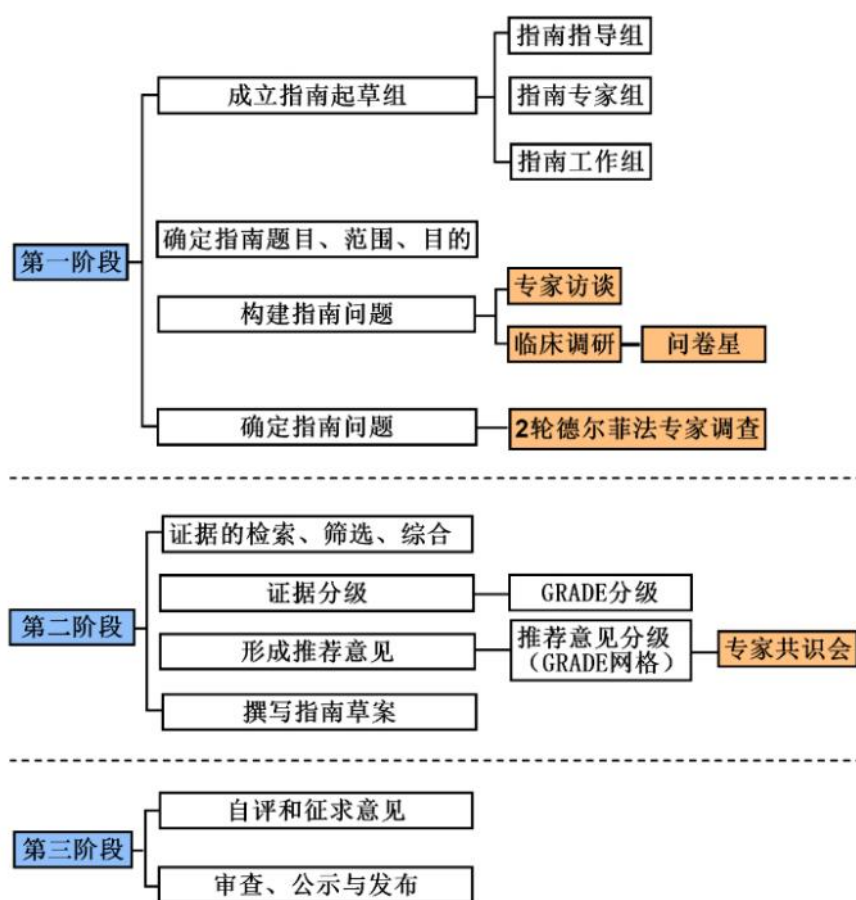 指南指导组
成立指南起草组
指南专家组
指南工作组
第一阶段
确定指南题目、范围、目的
专家访谈
构建指南问题
临床调研
问卷星
确定指南问题
2轮德尔菲法专家调查
证据的检索、筛选、综合
证据分级
GRADE分级
第二阶段
形成推荐意见
推荐意见分级
（GRADE网格）
专家共识会
撰写指南草案
自评和征求意见
第三阶段
审查、公示与发布